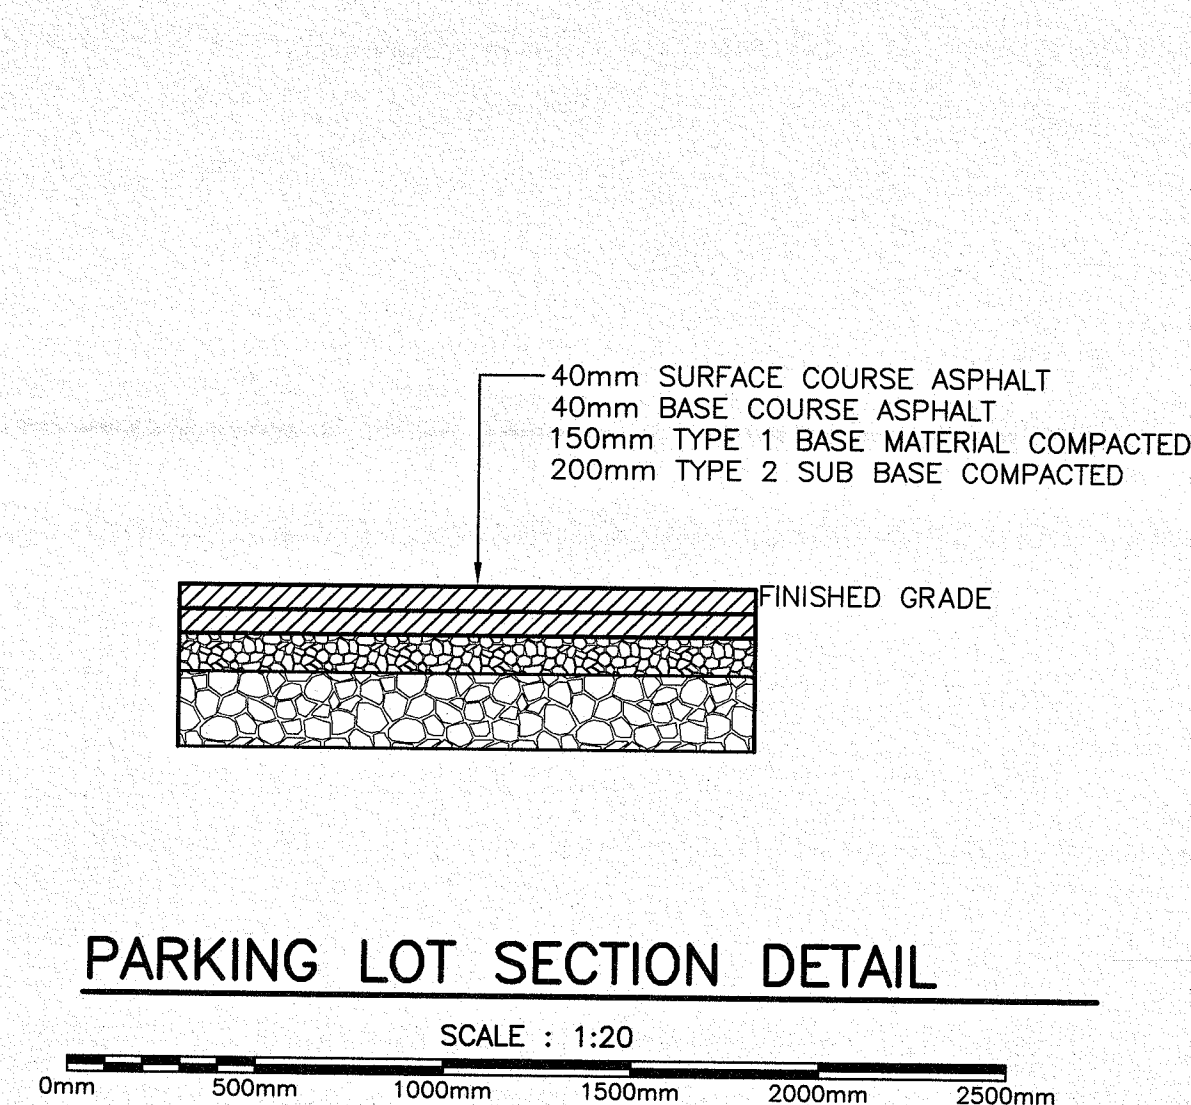 40mm SURFACE COURSE ASPHALT
40mm BASE COURSE ASPHALT
150mm TYPE 1 BASE MATERIAL COMPACTED
200mm TYPE 2 SUB BASE COMPACTED
FINISHED GRADE
PARKING LOT SECTION DETAIL
SCALE : 1:20
0mm 500mm 1000mm 1500mm 2000mm 2500mm